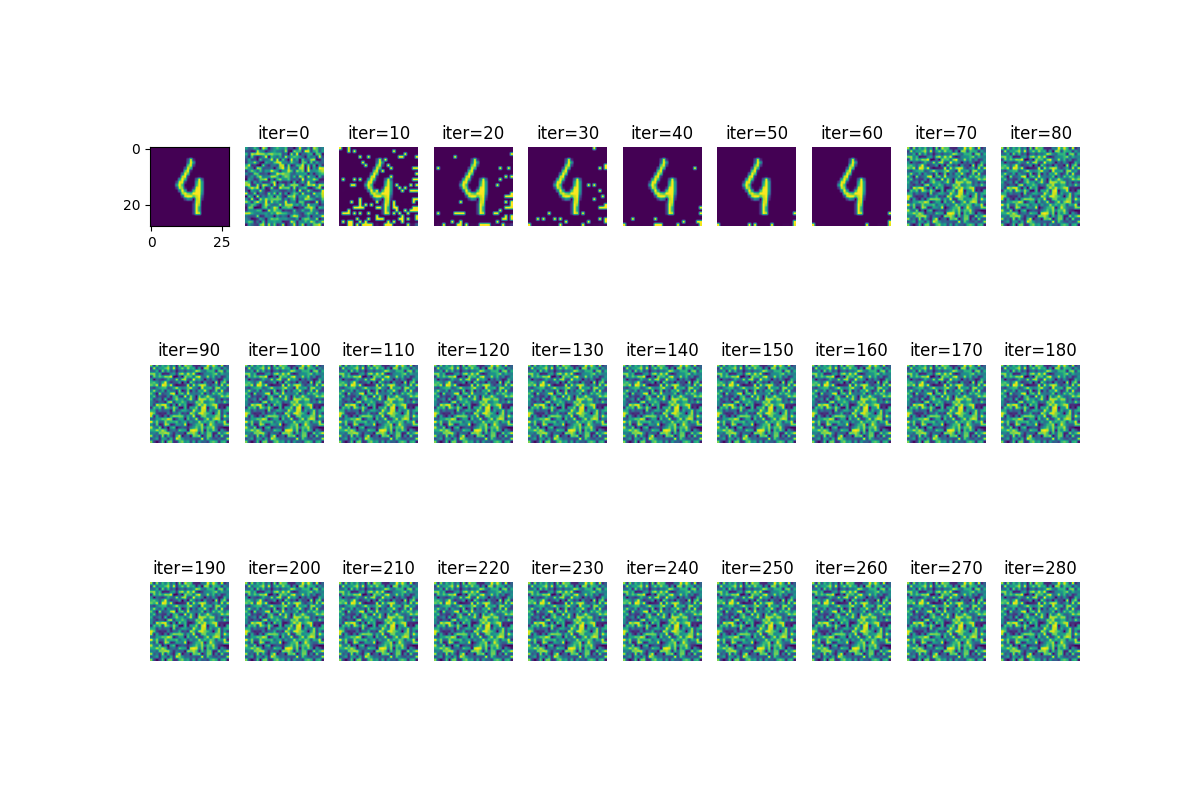 iter=0 iter=10 iter=20 iter=30 iter=40 iter=50 iter=60 iter=70 iter=80
0
20
0 25
4
iter=90 iter=100 iter=110 iter=120 iter=130 iter=140 iter=150 iter=160 iter=170 iter=180
iter=190 iter=200 iter=210 iter=220 iter=230 iter=240 iter=250 iter=260 iter=270 iter=280